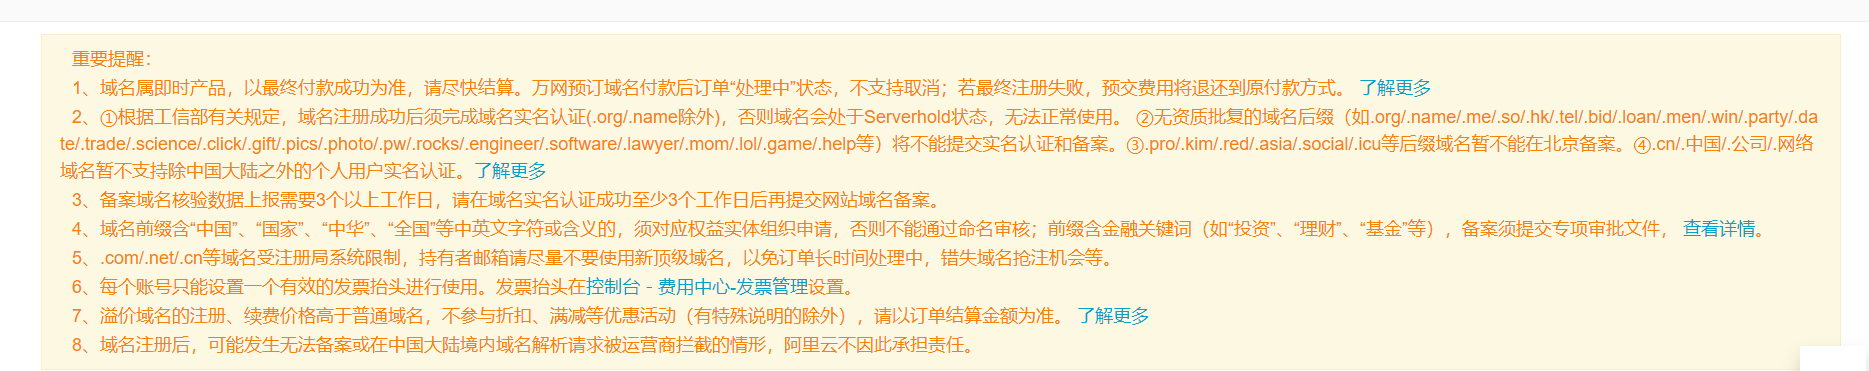 重要提醒：
1、域名属即时产品，以最终付款成功为准，请尽快结算。万网预订域名付款后订单“处理中”状态，不支持取消；若最终注册失败，预交费用将退还到原付款方式。 了解更多
2、①根据工信部有关规定，域名注册成功后须完成域名实名认证(.org/.name除外)，否则域名会处于Serverhold状态，无法正常使用。 ②无资质批复的域名后缀（如.org/.name/.me/.so/.hk/.tel/.bid/.loan/.men/.win/.party/.da
te/.trade/.science/.click/.gift/.pics/.photo/.pw/.rocks/.engineer/.software/.lawyer/.mom/.lol/.game/.help等）将不能提交实名认证和备案。③.pro/.kim/.red/.asia/.social/.icu等后缀域名暂不能在北京备案。④.cn/.中国/.公司/.网络
域名暂不支持除中国大陆之外的个人用户实名认证。了解更多
3、备案域名核验数据上报需要3个以上工作日，请在域名实名认证成功至少3个工作日后再提交网站域名备案。
4、域名前缀含“中国”、“国家”、“中华”、“全国”等中英文字符或含义的，须对应权益实体组织申请，否则不能通过命名审核；前缀含金融关键词（如“投资”、“理财”、“基金”等），备案须提交专项审批文件， 查看详情。
5、.com/.net/.cn等域名受注册局系统限制，持有者邮箱请尽量不要使用新顶级域名，以免订单长时间处理中，错失域名抢注机会等。
6、每个账号只能设置一个有效的发票抬头进行使用。发票抬头在控制台 - 费用中心-发票管理设置。
7、溢价域名的注册、续费价格高于普通域名，不参与折扣、满减等优惠活动（有特殊说明的除外），请以订单结算金额为准。 了解更多
8、域名注册后，可能发生无法备案或在中国大陆境内域名解析请求被运营商拦截的情形，阿里云不因此承担责任。